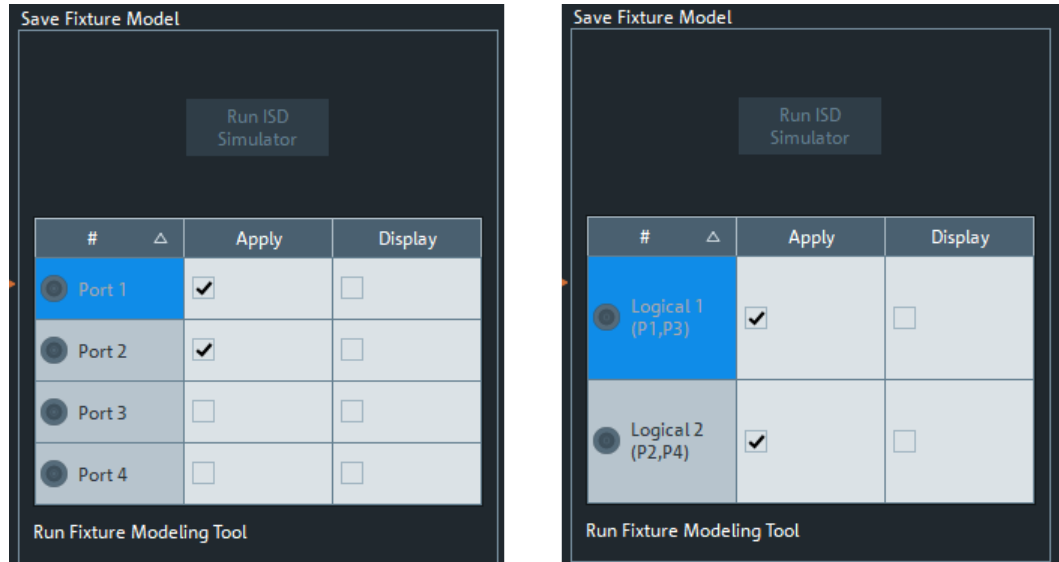 Save Fixture Model
Run ISD
Simulator
# Apply Display
Port 1
Port 2
Port 3
Port 4
Run Fixture Modeling Tool
Save Fixture Model
Run ISD
Simulator
# Apply Display
Logical 1
(P1,P3)
Logical 2
(P2,P4)
Run Fixture Modeling Tool